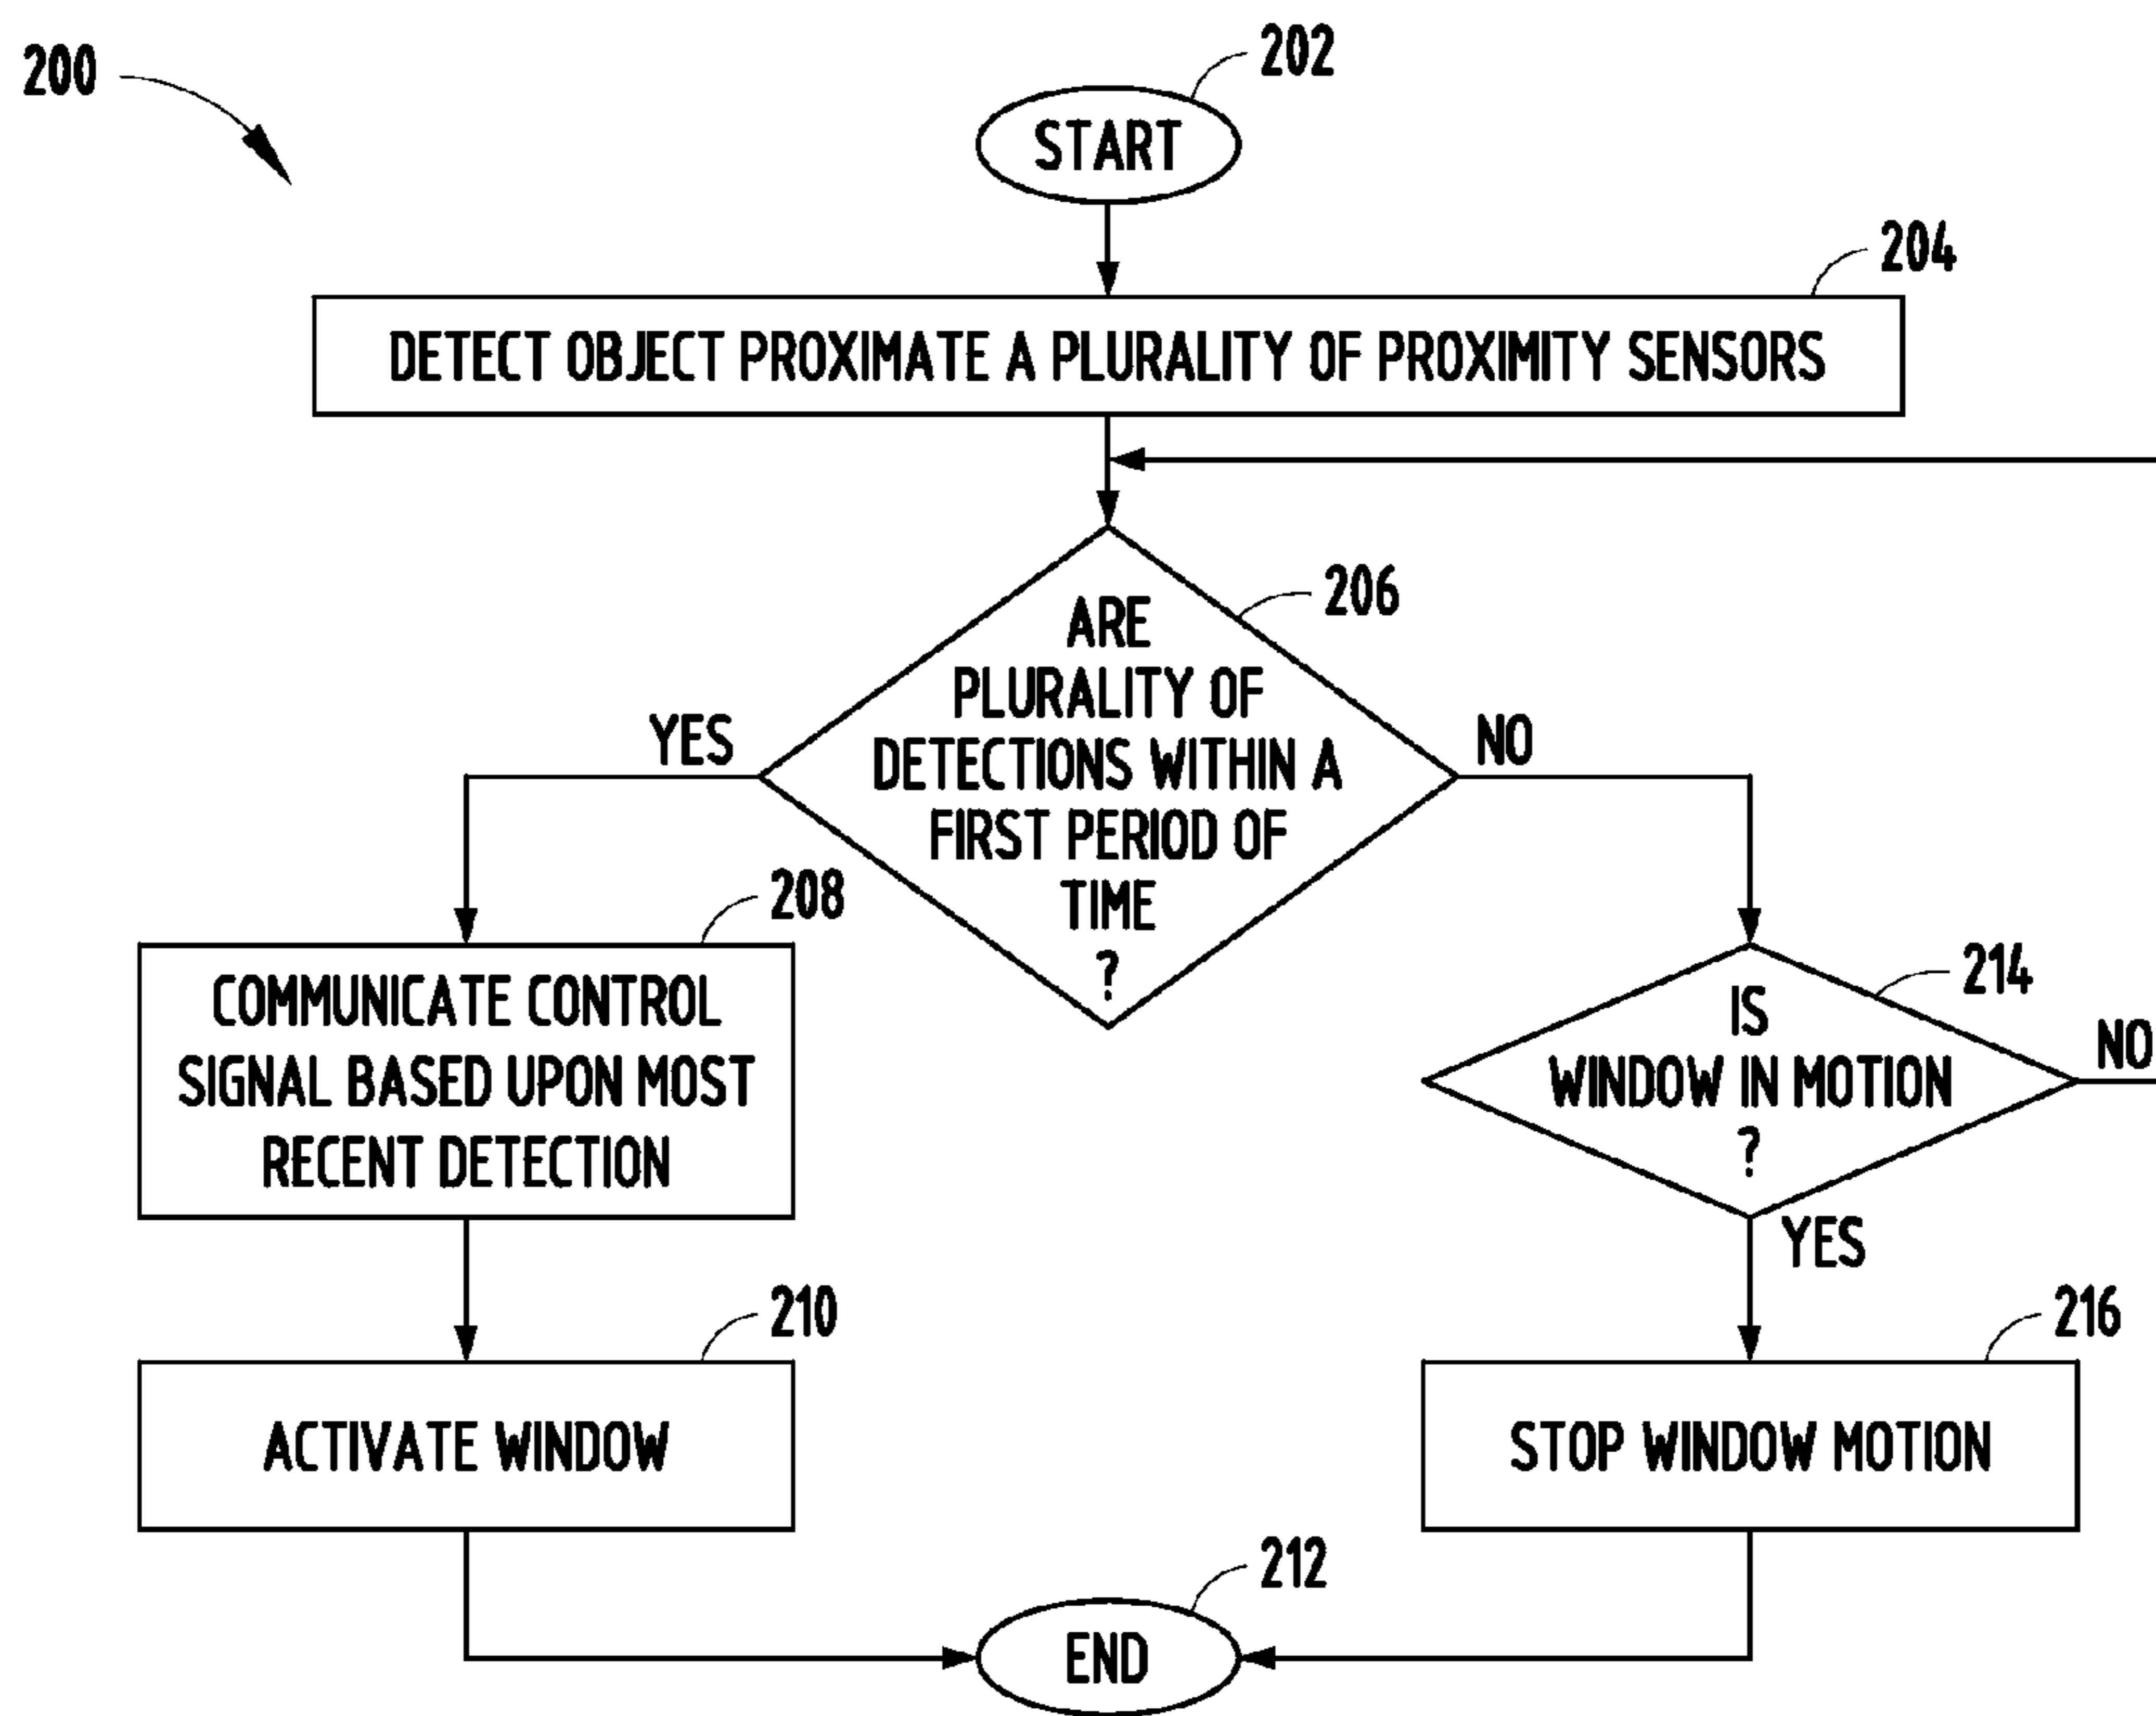 200
202
START
204
DETECT OBJECT PROXIMATE A PLURALITY OF PROXIMITY SENSORS
206
ARE
PLURALITY OF
DETECTIONS WITHIN A
FIRST PERIOD OF
TIME
?
YES
NO
208
COMMUNICATE CONTROL
SIGNAL BASED UPON MOST
RECENT DETECTION
214
IS
WINDOW IN MOTION
?
NO
YES
210
ACTIVATE WINDOW
216
STOP WINDOW MOTION
212
END